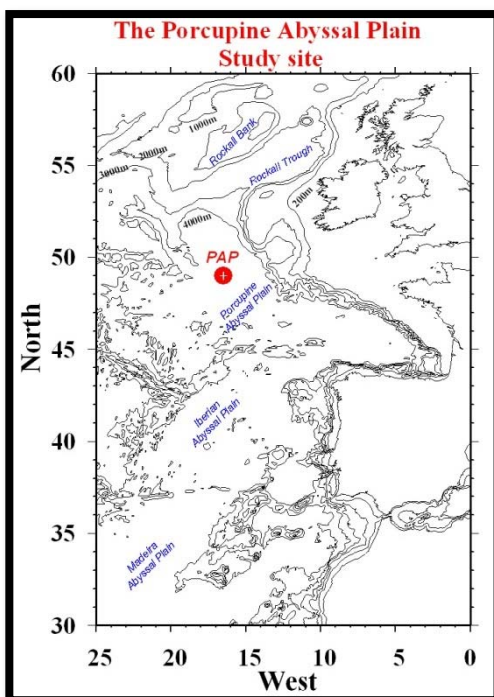 The Porcupine Abyssal Plain
Study site
60
55
50
45
40
35
30
North
1000m
2000m
3000m
4000m
200m
Rockall Bank
Rockall Trough
PAP
Porcupine
Abyssal Plain
Iberian
Abyssal Plain
Madeira
Abyssal Plain
25 20 15 10 5 0
West